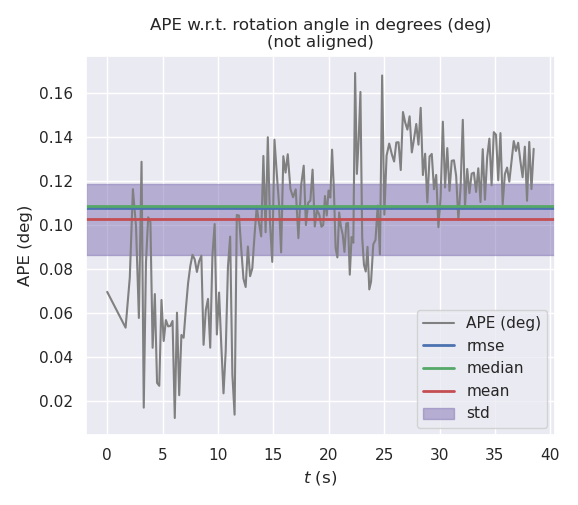 APE w.r.t. rotation angle in degrees (deg)
(not aligned)
APE (deg)
0.16
0.14
0.12
0.10
0.08
0.06
0.04
0.02
APE (deg)
rmse
median
mean
std
0 5 10 15 20 25 30 35 40
t (s)